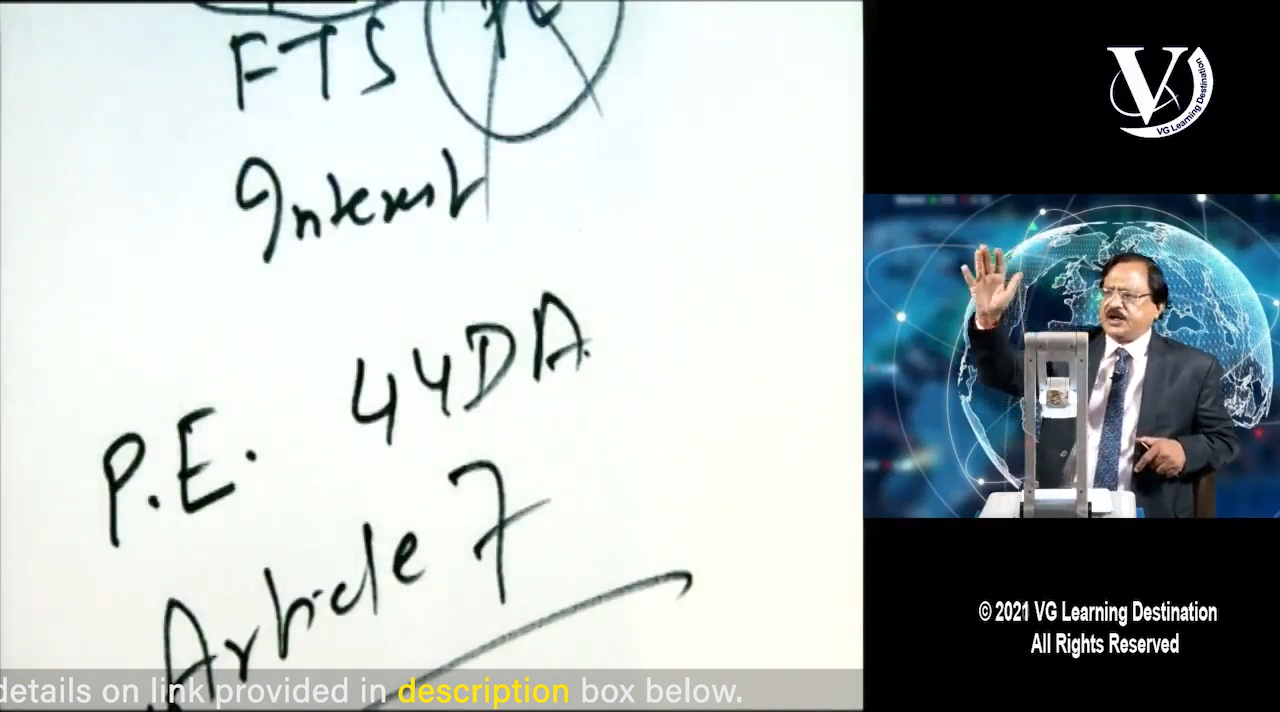 FTS
Interest
P.E. 44DA
Article 7
details on link provided in description box below.
V
VG Learning Destination
© 2021 VG Learning Destination
All Rights Reserved